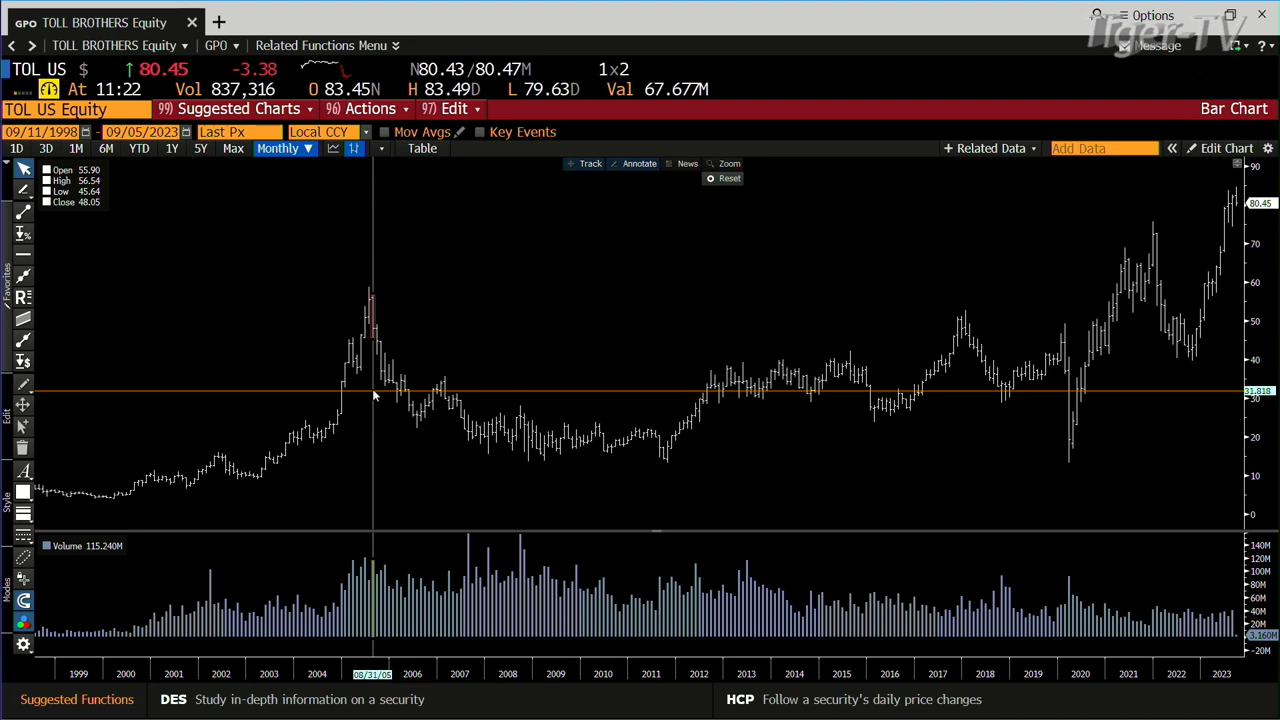 GPO TOLL BROTHERS Equity
Options
TOLL BROTHERS Equity GPO Related Functions Menu
Message
Tiger-TV
TOL US $ 80.45 -3.38 N80.43 / 80.47M 1x2
At 11:22 Vol 837,316 O 83.45N H 83.49D L 79.63D Val 67.677M
TOL US Equity 99) Suggested Charts 96) Actions 97) Edit Bar Chart
09/11/1998 - 09/05/2023 Last Px Local CCY Mov Avgs Key Events
1D 3D 1M 6M YTD 1Y 5Y Max Monthly Table + Related Data Add Data Edit Chart
Track Annotate News Zoom
Reset
Open 55.90
High 56.54
Low 45.64
Close 48.05
90
80.45
70
60
50
40
31.818
30
20
10
0
Favorites
Edit
Style
Modes
Volume 115.240M
140M
120M
100M
80M
60M
40M
20M
3.160M
-20M
1999 2000 2001 2002 2003 2004 08/31/05 2006 2007 2008 2009 2010 2011 2012 2013 2014 2015 2016 2017 2018 2019 2020 2021 2022 2023
Suggested Functions DES Study in-depth information on a security HCP Follow a security's daily price changes